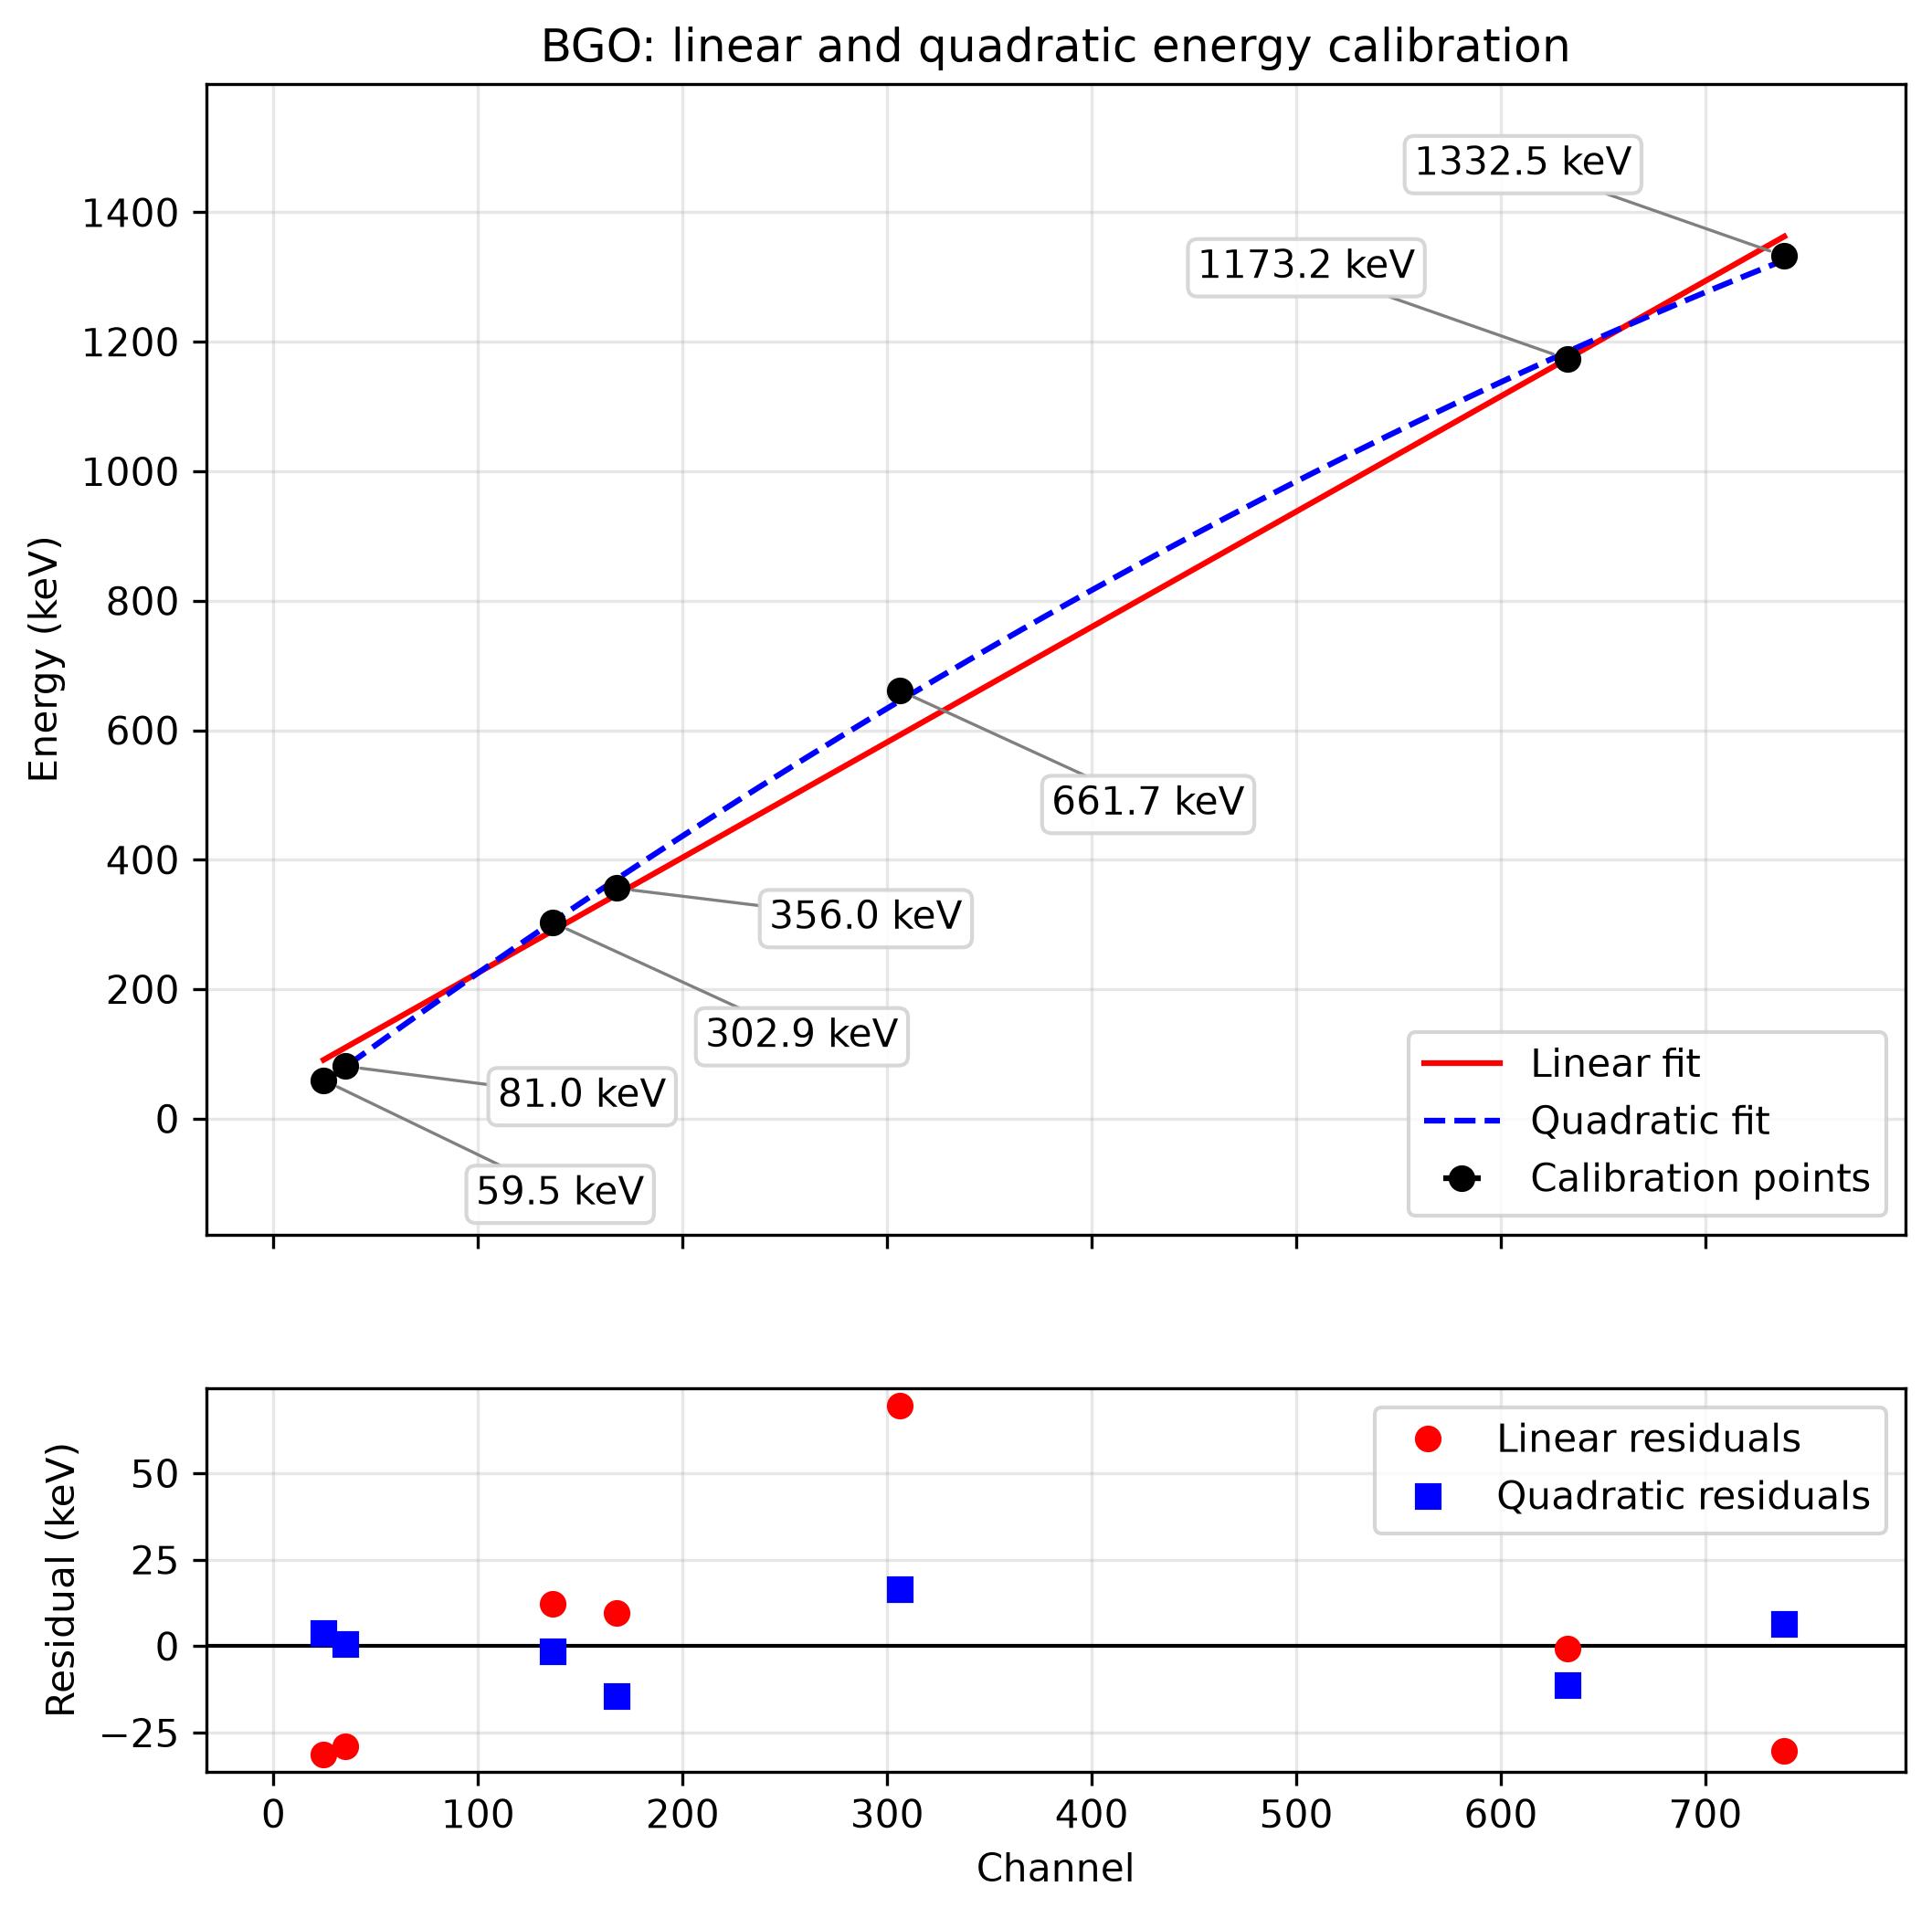 BGO: linear and quadratic energy calibration
Energy (keV)
1400
1200
1000
800
600
400
200
0
1332.5 keV
1173.2 keV
661.7 keV
356.0 keV
302.9 keV
81.0 keV
59.5 keV
Linear fit
Quadratic fit
Calibration points
Residual (keV)
50
25
0
−25
Linear residuals
Quadratic residuals
0 100 200 300 400 500 600 700
Channel